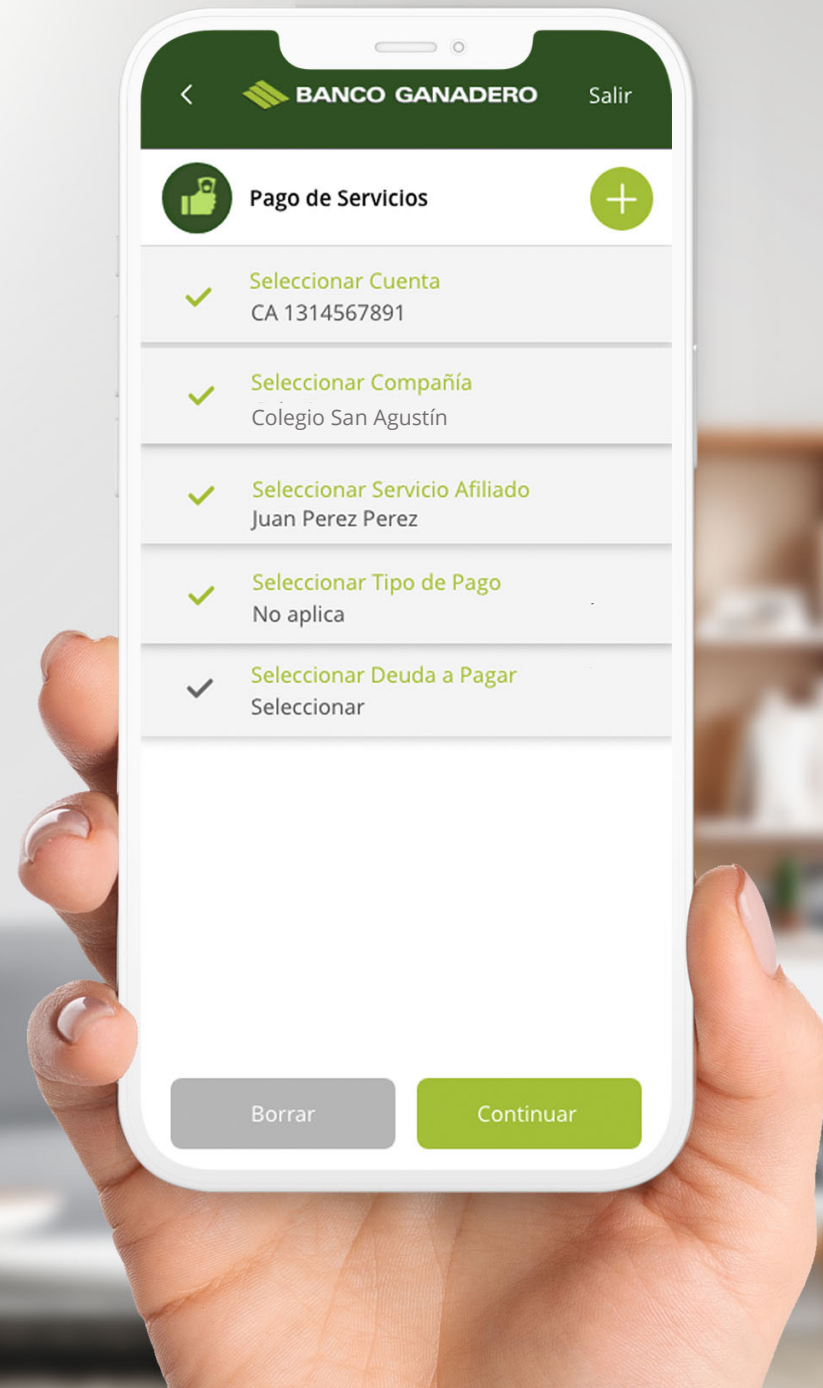 BANCO GANADERO
Salir
Pago de Servicios
Seleccionar Cuenta
CA 1314567891
Seleccionar Compañía
Colegio San Agustín
Seleccionar Servicio Afiliado
Juan Perez Perez
Seleccionar Tipo de Pago
No aplica
Seleccionar Deuda a Pagar
Seleccionar
Borrar
Continuar